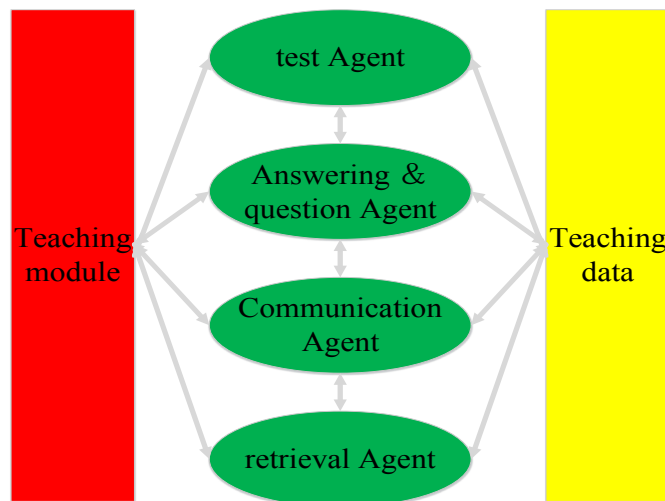 test Agent
Answering &
question Agent
Teaching
module
Teaching
data
Communication
Agent
retrieval Agent